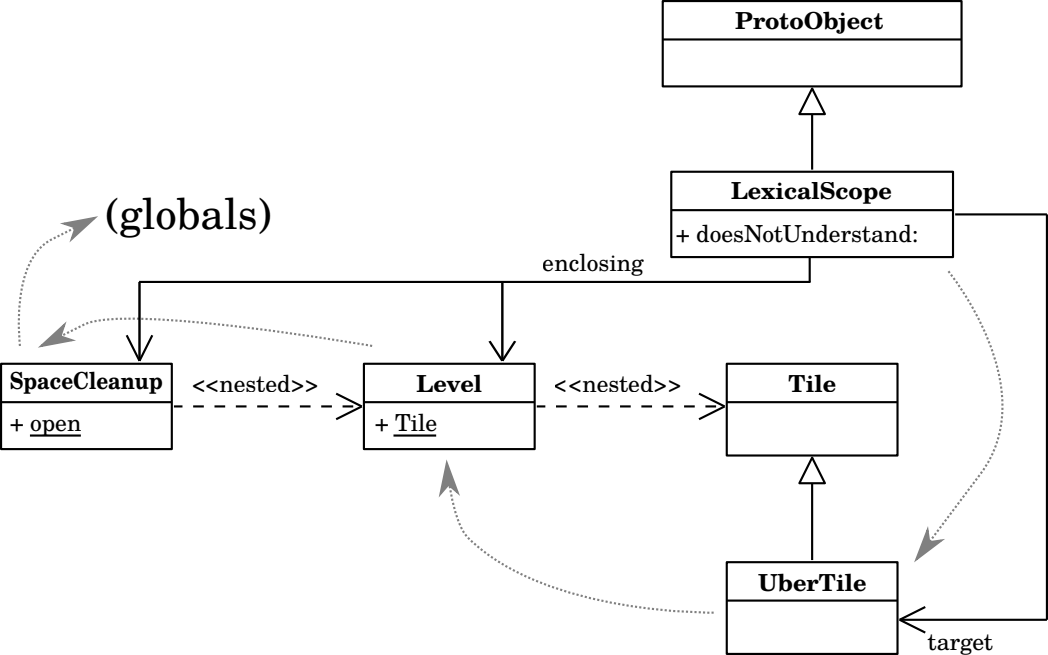 ProtoObject
LexicalScope
+ doesNotUnderstand:
(globals)
enclosing
SpaceCleanup
+ open
<<nested>>
Level
+ Tile
<<nested>>
Tile
UberTile
target